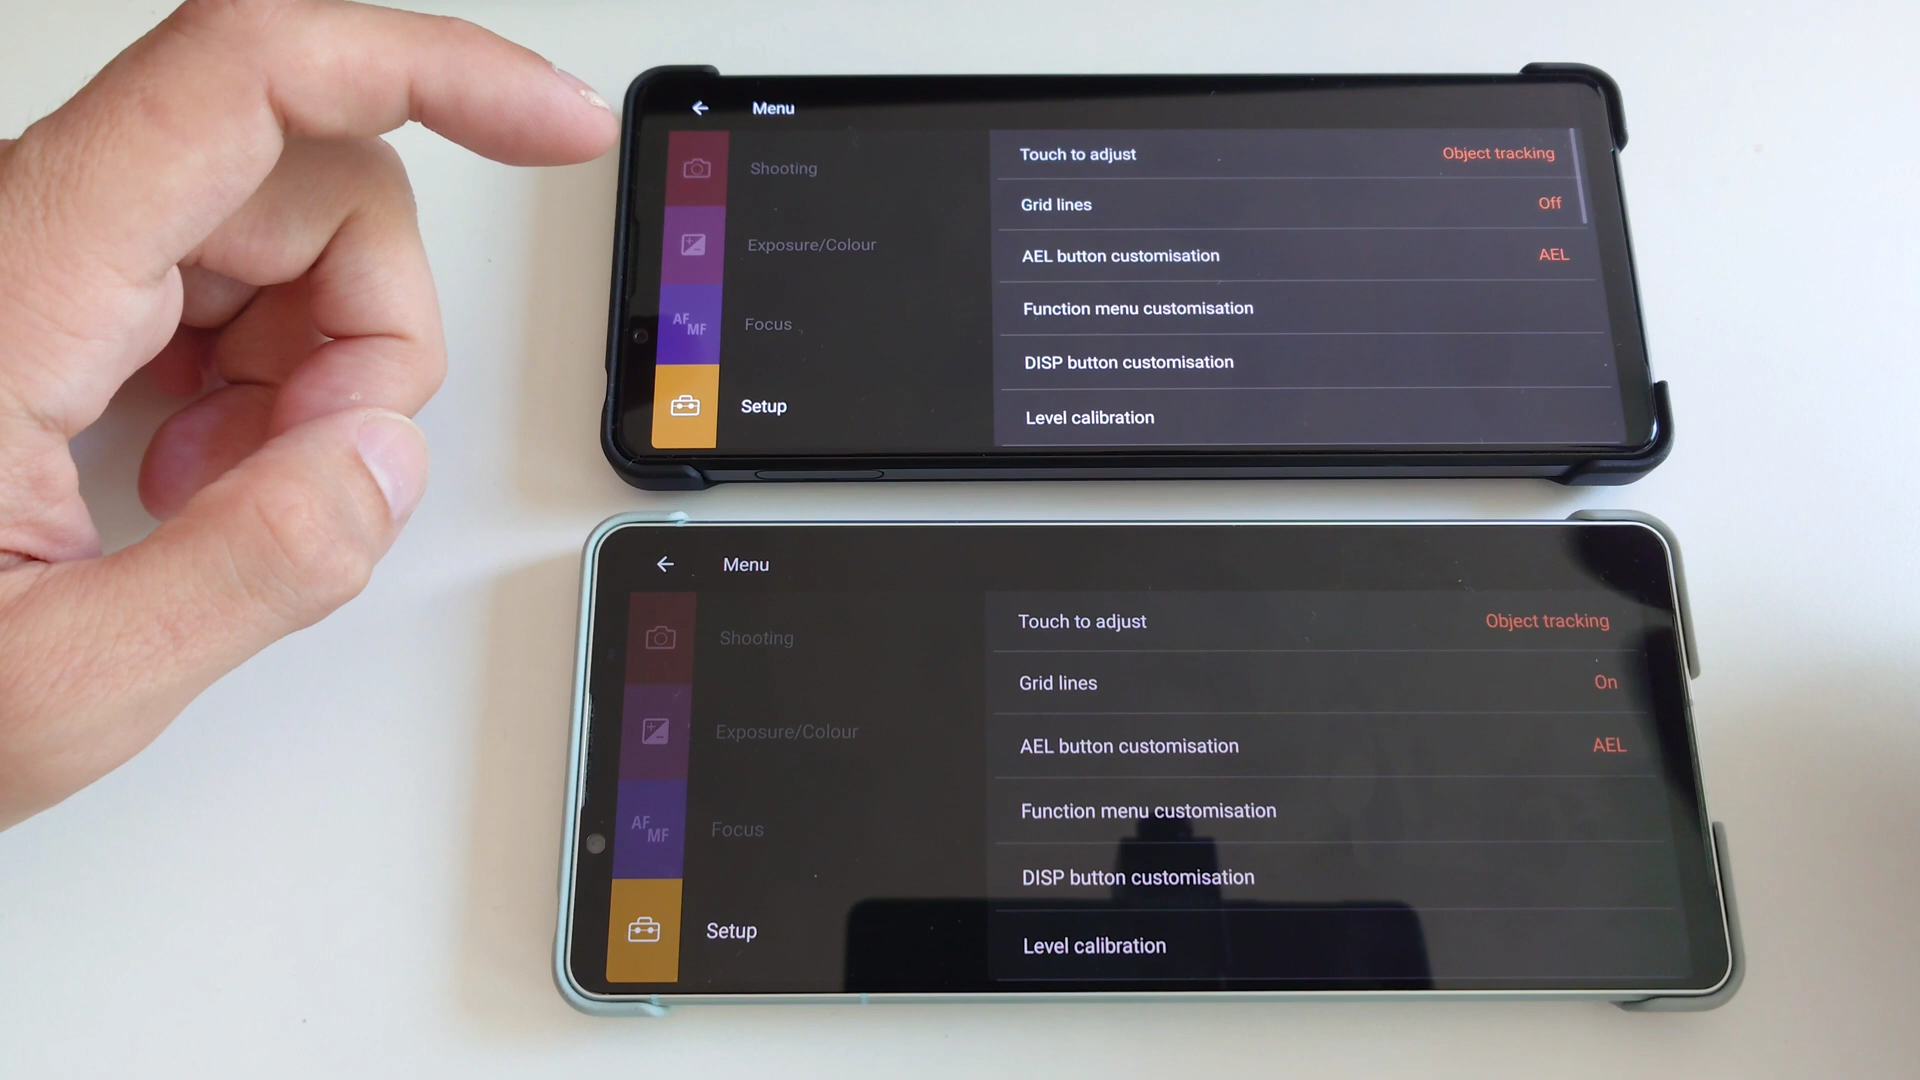 Menu
Shooting
Exposure/Colour
AF
MF
Focus
Setup
Touch to adjust Object tracking
Grid lines Off
AEL button customisation AEL
Function menu customisation
DISP button customisation
Level calibration
Menu
Shooting
Exposure/Colour
AF
MF
Focus
Setup
Touch to adjust Object tracking
Grid lines On
AEL button customisation AEL
Function menu customisation
DISP button customisation
Level calibration